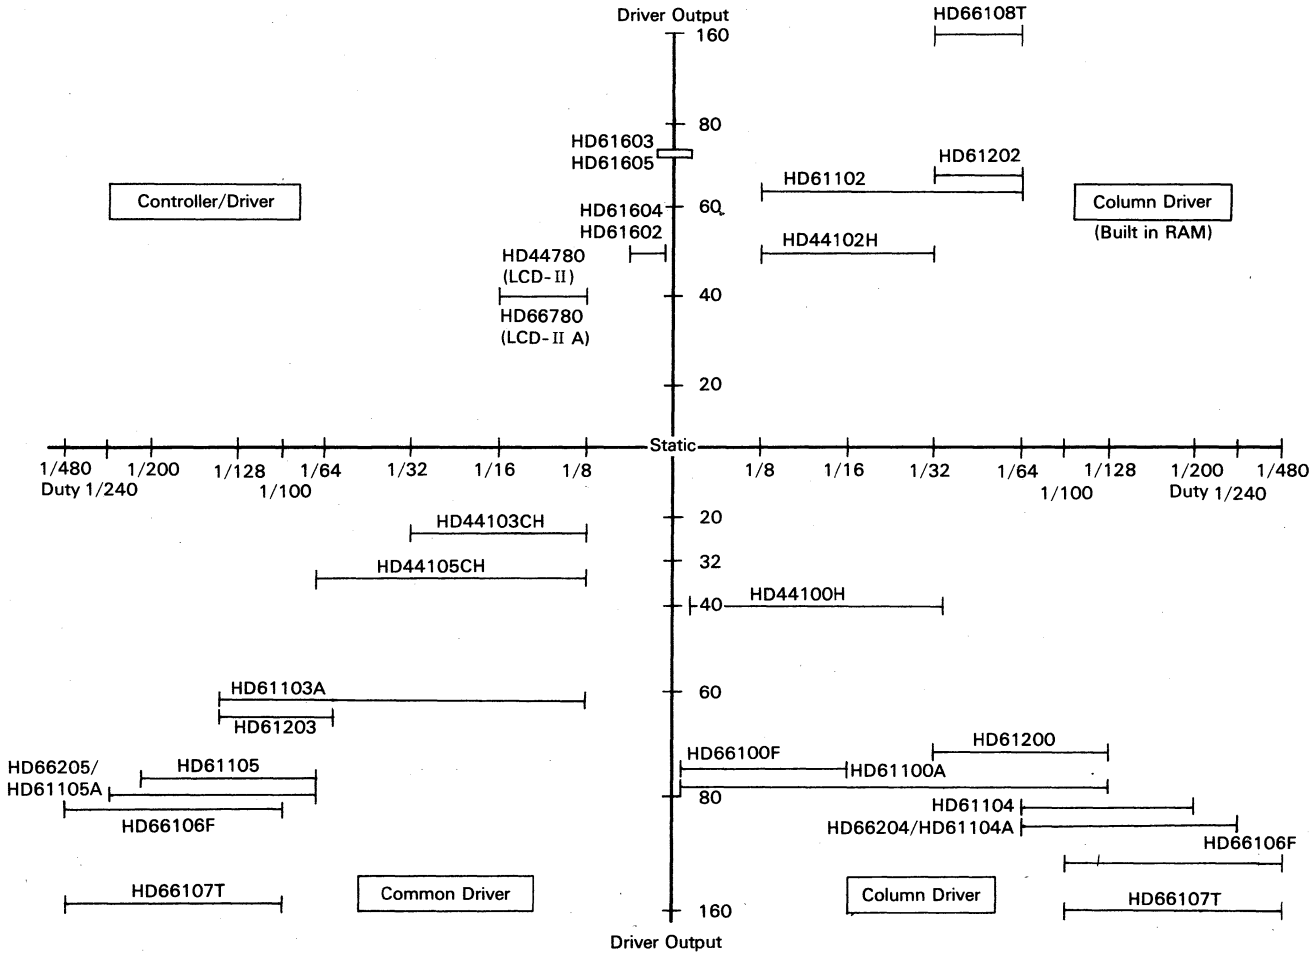 Driver Output
HD66108T
160
80
HD61603
HD61605
HD61202
HD61102
Controller/Driver
Column Driver
(Built in RAM)
HD61604
60
HD61602
HD44102H
HD44780
(LCD-II)
40
HD66780
(LCD-II A)
20
Static
1/480
1/200
1/128
1/64
1/32
1/16
1/8
1/8
1/16
1/32
1/64
1/128
1/200
1/480
Duty 1/240
1/100
1/100
Duty 1/240
20
HD44103CH
32
HD44105CH
40
HD44100H
HD61103A
60
HD61203
HD61200
HD66100F
HD66205/
HD61105A
HD61105
HD61100A
80
HD61104
HD66106F
HD66204/HD61104A
HD66106F
HD66107T
Common Driver
Column Driver
HD66107T
160
Driver Output